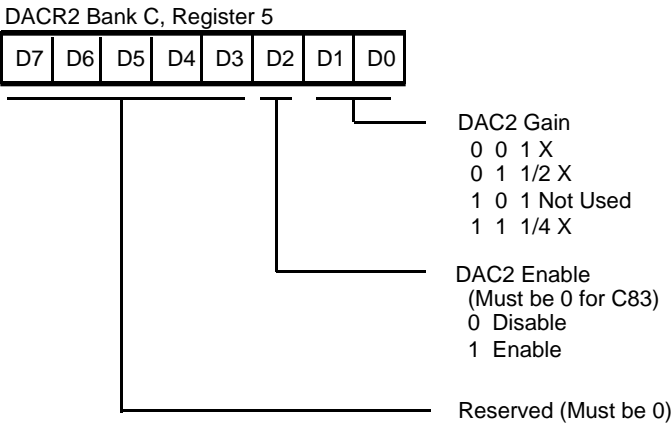 DACR2 Bank C, Register 5
D7 D6 D5 D4 D3 D2 D1 D0
DAC2 Gain
0 0 1 X
0 1 1/2 X
1 0 1 Not Used
1 1 1/4 X
DAC2 Enable
(Must be 0 for C83)
0 Disable
1 Enable
Reserved (Must be 0)